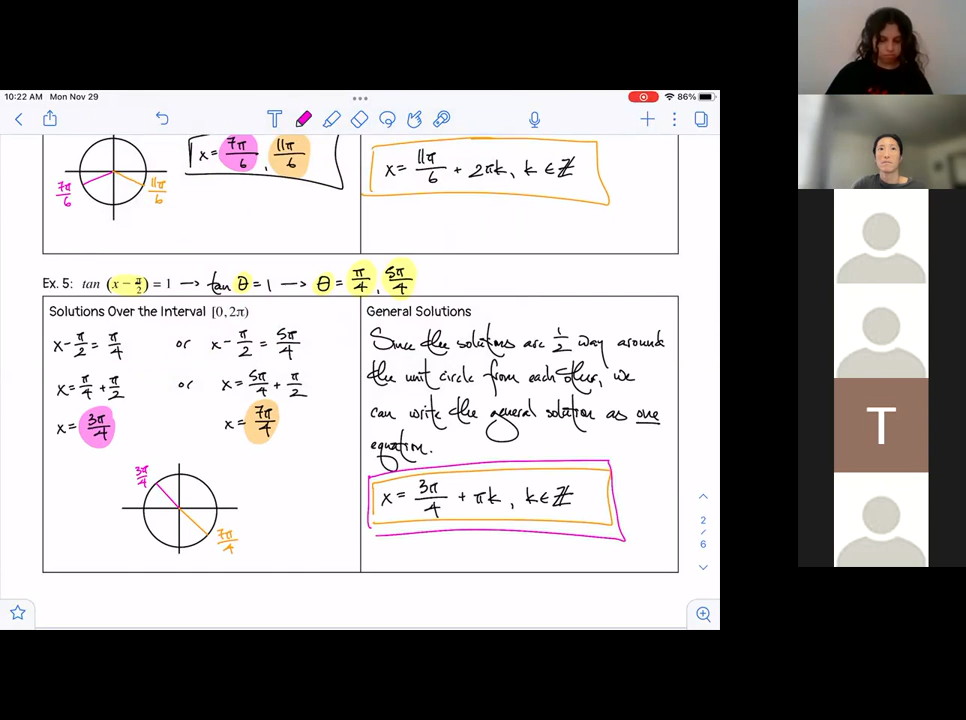 10:22 AM Mon Nov 29
86%
x = 7π/6, 11π/6
7π/6
11π/6
x = 11π/6 + 2πk, k ∈ ℤ
Ex. 5: tan (x − π/2) = 1 → tan θ = 1 → θ = π/4, 5π/4
Solutions Over the Interval [0, 2π)
x − π/2 = π/4 or x − π/2 = 5π/4
x = π/4 + π/2 or x = 5π/4 + π/2
x = 3π/4 x = 7π/4
3π/4
7π/4
General Solutions
Since the solutions are 1/2 way around
the unit circle from each other, we
can write the general solution as one
equation.
x = 3π/4 + πk, k ∈ ℤ
2
/
6
T